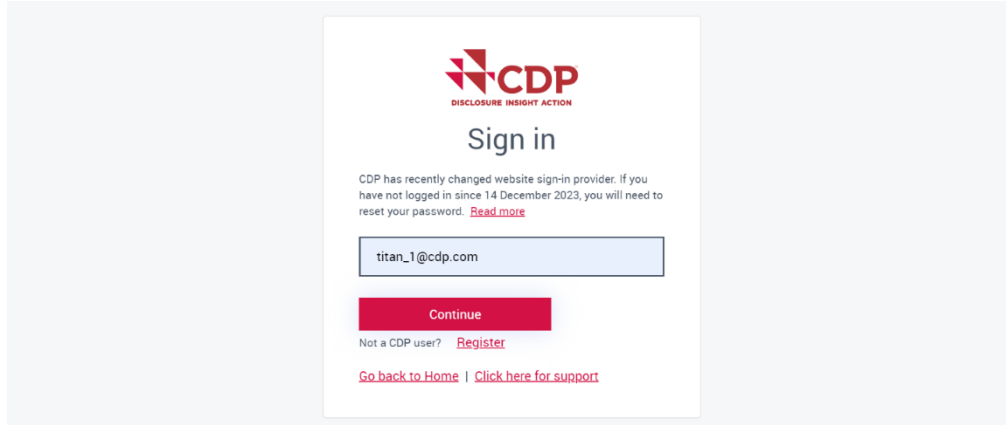 CDP
DISCLOSURE INSIGHT ACTION
Sign in
CDP has recently changed website sign-in provider. If you
have not logged in since 14 December 2023, you will need to
reset your password. Read more
titan_1@cdp.com
Continue
Not a CDP user? Register
Go back to Home | Click here for support